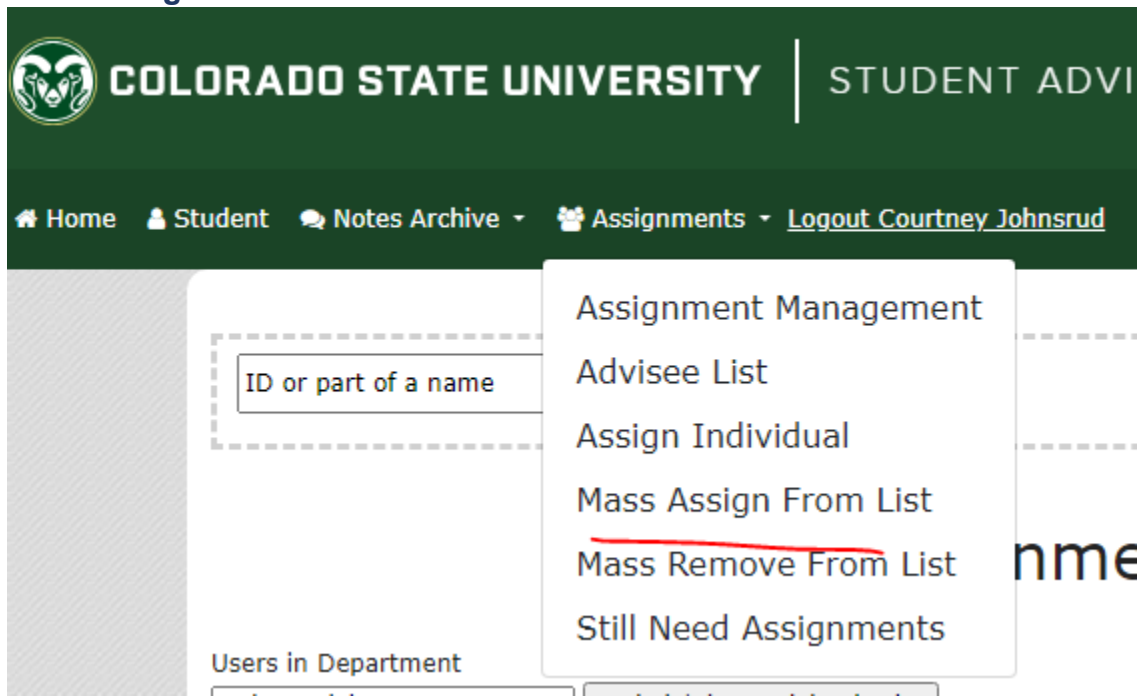 COLORADO STATE UNIVERSITY STUDENT ADVI
Home Student Notes Archive Assignments Logout Courtney Johnsrud
Assignment Management
ID or part of a name
Advisee List
Assign Individual
Mass Assign From List
Mass Remove From List
nme
Still Need Assignments
Users in Department